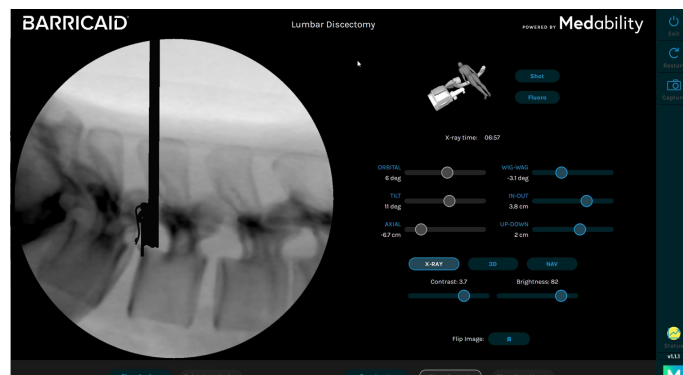 BARRICAID®
Lumbar Discectomy
POWERED BY Medability
Exit
Restart
Shot
Fluoro
X-ray time: 06:57
ORBITAL
6 deg
WIG-WAG
-3.1 deg
TILT
11 deg
IN-OUT
3.8 cm
AXIAL
-6.7 cm
UP-DOWN
2 cm
X-RAY 3D NAV
Contrast: 3.7 Brightness: 82
Flip Image: R
Status
v1.1.1